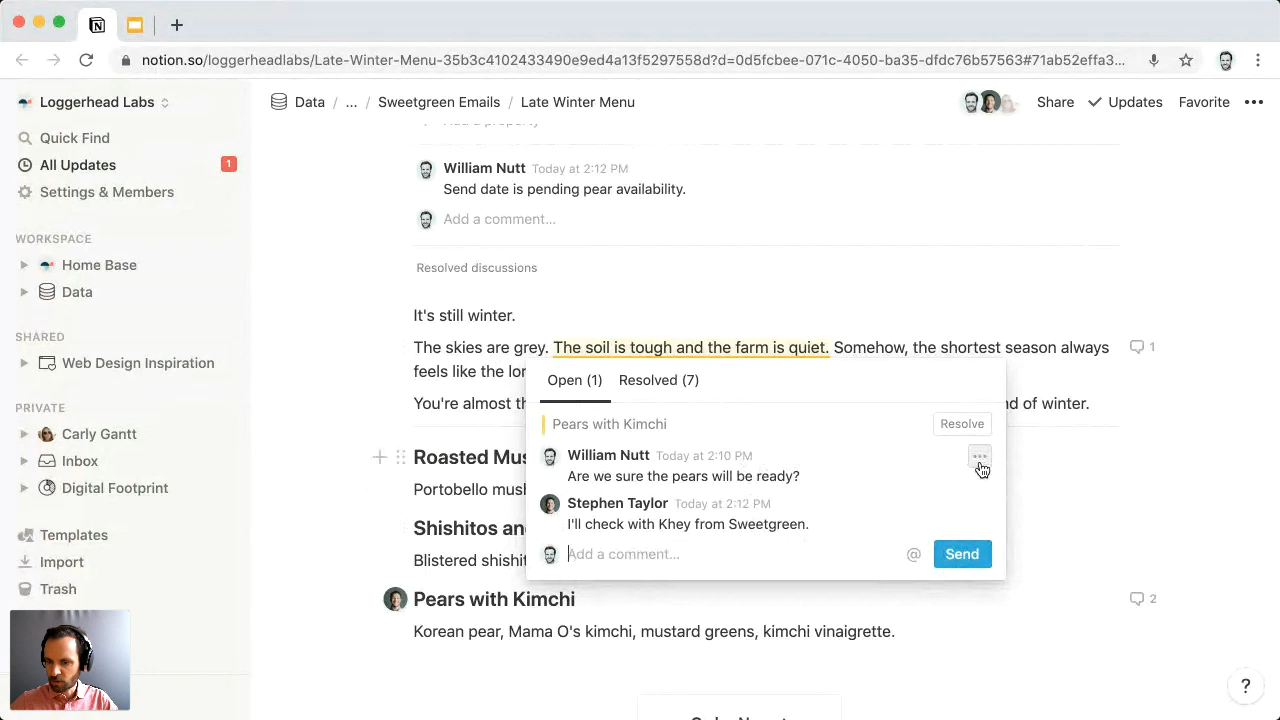 notion.so/loggerheadlabs/Late-Winter-Menu-35b3c4102433490e9ed4a13f5297558d?d=0d5fcbee-071c-4050-ba35-dfdc76b57563#71ab52effa3...
Loggerhead Labs
Data / ... / Sweetgreen Emails / Late Winter Menu
Share Updates Favorite
Quick Find
All Updates 1
Settings & Members
WORKSPACE
Home Base
Data
SHARED
Web Design Inspiration
PRIVATE
Carly Gantt
Inbox
Digital Footprint
Templates
Import
Trash
Add a property
William Nutt Today at 2:12 PM
Send date is pending pear availability.
Add a comment...
Resolved discussions
It's still winter.
The skies are grey. The soil is tough and the farm is quiet. Somehow, the shortest season always 1
feels like the lo
You're almost th
nd of winter.
Open (1) Resolved (7)
Pears with Kimchi Resolve
William Nutt Today at 2:10 PM
Are we sure the pears will be ready?
Stephen Taylor Today at 2:12 PM
I'll check with Khey from Sweetgreen.
Add a comment... @ Send
Roasted Mus
Portobello mush
Shishitos an
Blistered shishit
Pears with Kimchi 2
Korean pear, Mama O's kimchi, mustard greens, kimchi vinaigrette.
?